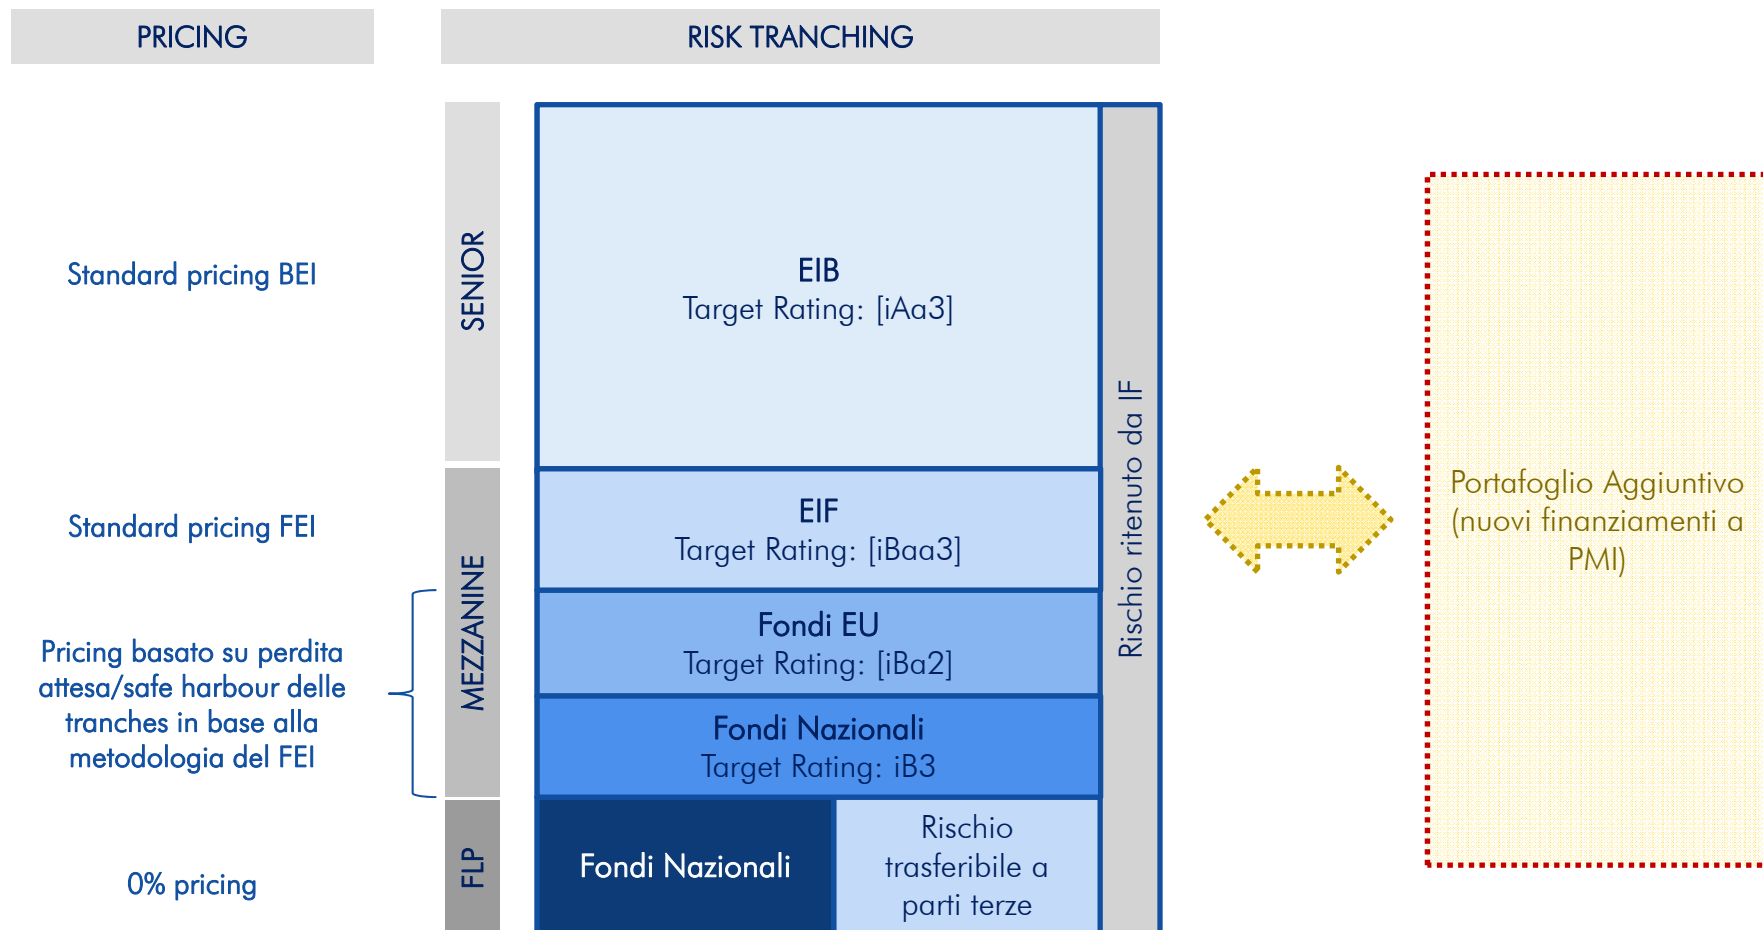 PRICING
RISK TRANCHING
Standard pricing BEI
SENIOR
EIB
Target Rating: [iAa3]
Rischio ritenuto da IF
Standard pricing FEI
MEZZANINE
EIF
Target Rating: [iBaa3]
Portafoglio Aggiuntivo
(nuovi finanziamenti a
PMI)
Pricing basato su perdita
attesa/safe harbour delle
tranches in base alla
metodologia del FEI
Fondi EU
Target Rating: [iBa2]
Fondi Nazionali
Target Rating: iB3
0% pricing
FLP
Fondi Nazionali
Rischio
trasferibile a
parti terze